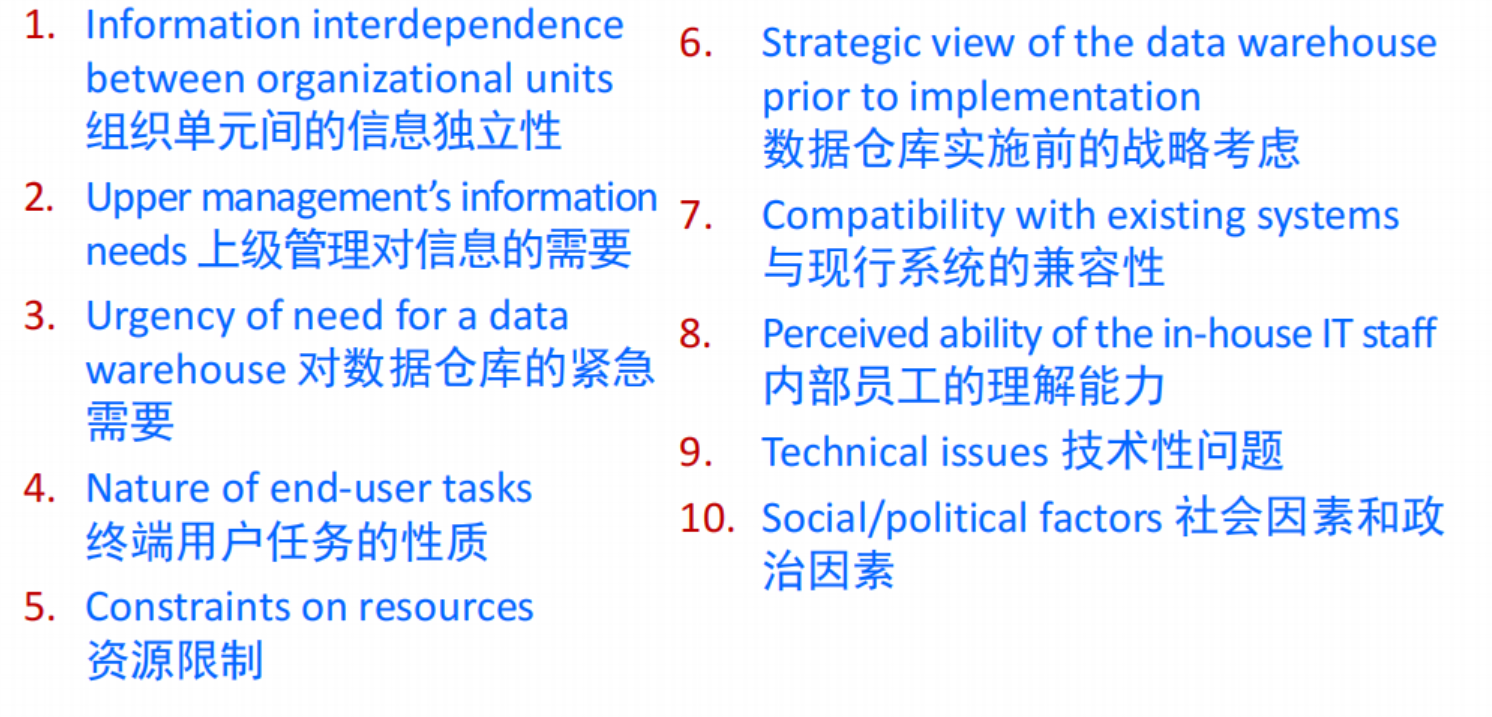 1. Information interdependence
between organizational units
组织单元间的信息独立性
2. Upper management's information
needs 上级管理对信息的需要
3. Urgency of need for a data
warehouse 对数据仓库的紧急
需要
4. Nature of end-user tasks
终端用户任务的性质
5. Constraints on resources
资源限制
6. Strategic view of the data warehouse
prior to implementation
数据仓库实施前的战略考虑
7. Compatibility with existing systems
与现行系统的兼容性
8. Perceived ability of the in-house IT staff
内部员工的理解能力
9. Technical issues 技术性问题
10. Social/political factors 社会因素和政
治因素